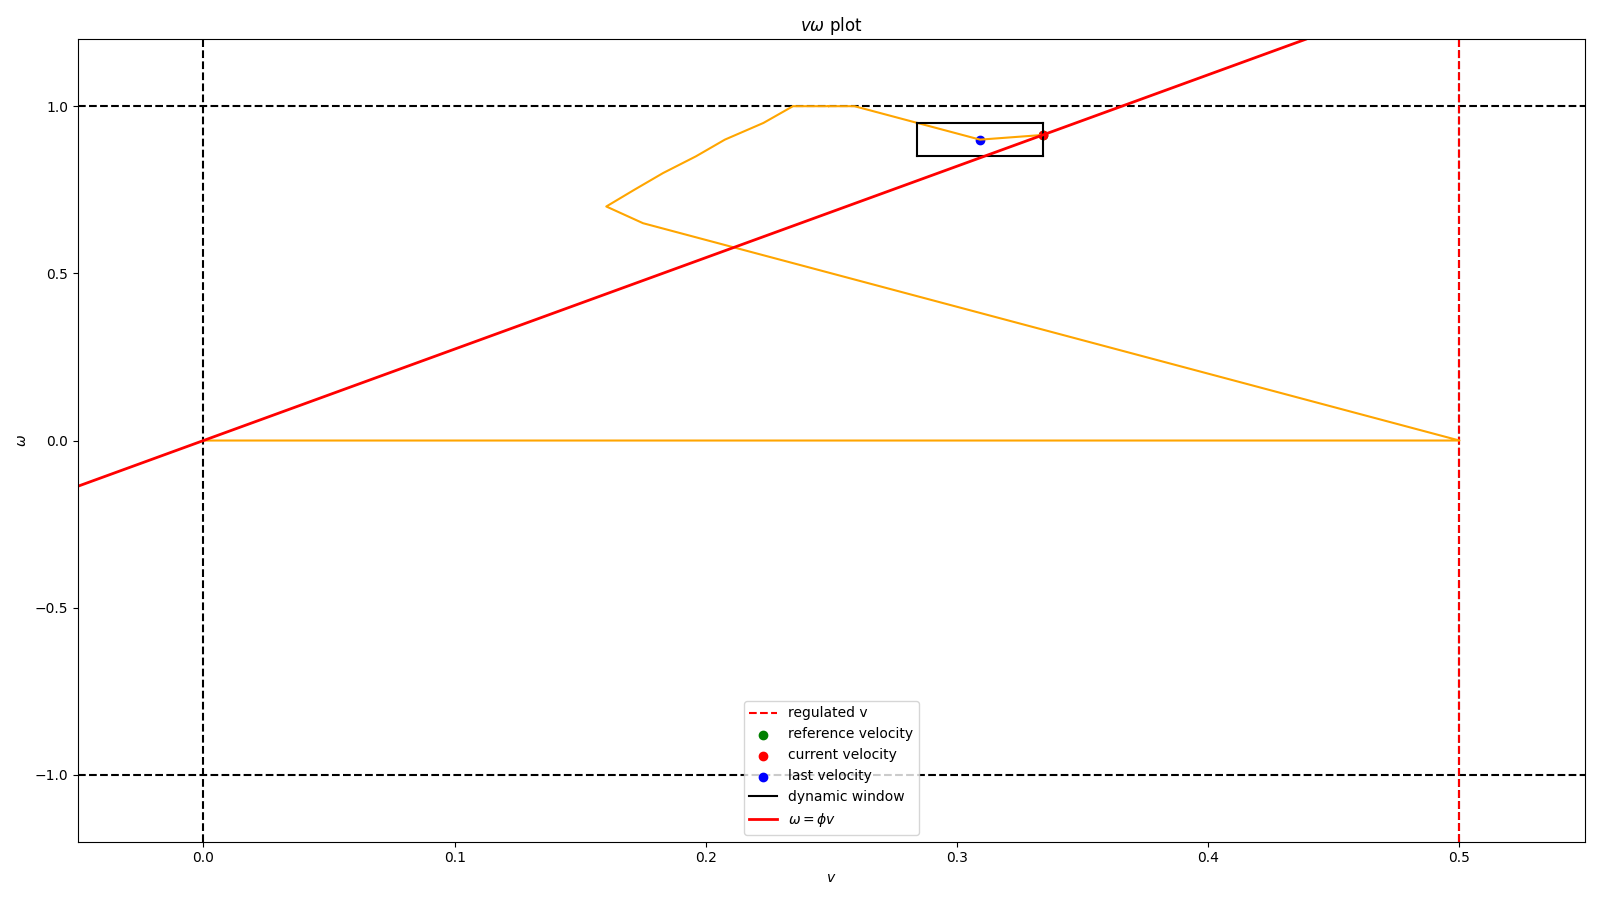 vω plot
1.0
0.5
0.0
−0.5
−1.0
ω
0.0
0.1
0.2
0.3
0.4
0.5
v
regulated v
reference velocity
current velocity
last velocity
dynamic window
ω = ϕv